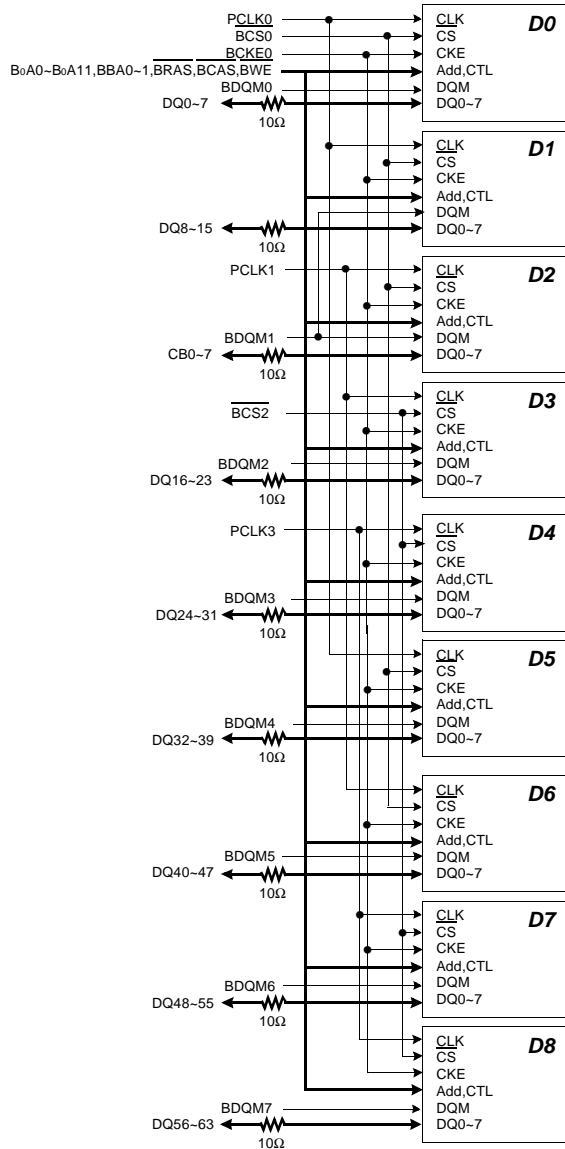 PCLK0 CLK D0
BCS0 CS
BCKE0 CKE
B0A0~B0A11,BBA0~1,BRAS,BCAS,BWE Add,CTL
BDQM0 DQM
DQ0~7 DQ0~7
10Ω
CLK D1
CS
CKE
Add,CTL
DQM
DQ8~15 DQ0~7
10Ω
PCLK1 CLK D2
CS
CKE
Add,CTL
BDQM1 DQM
CB0~7 DQ0~7
10Ω
CLK D3
BCS2 CS
CKE
Add,CTL
BDQM2 DQM
DQ16~23 DQ0~7
10Ω
PCLK3 CLK D4
CS
CKE
Add,CTL
BDQM3 DQM
DQ24~31 DQ0~7
10Ω
CLK D5
CS
CKE
Add,CTL
BDQM4 DQM
DQ32~39 DQ0~7
10Ω
CLK D6
CS
CKE
Add,CTL
BDQM5 DQM
DQ40~47 DQ0~7
10Ω
CLK D7
CS
CKE
Add,CTL
BDQM6 DQM
DQ48~55 DQ0~7
10Ω
CLK D8
CS
CKE
Add,CTL
BDQM7 DQM
DQ56~63 DQ0~7
10Ω